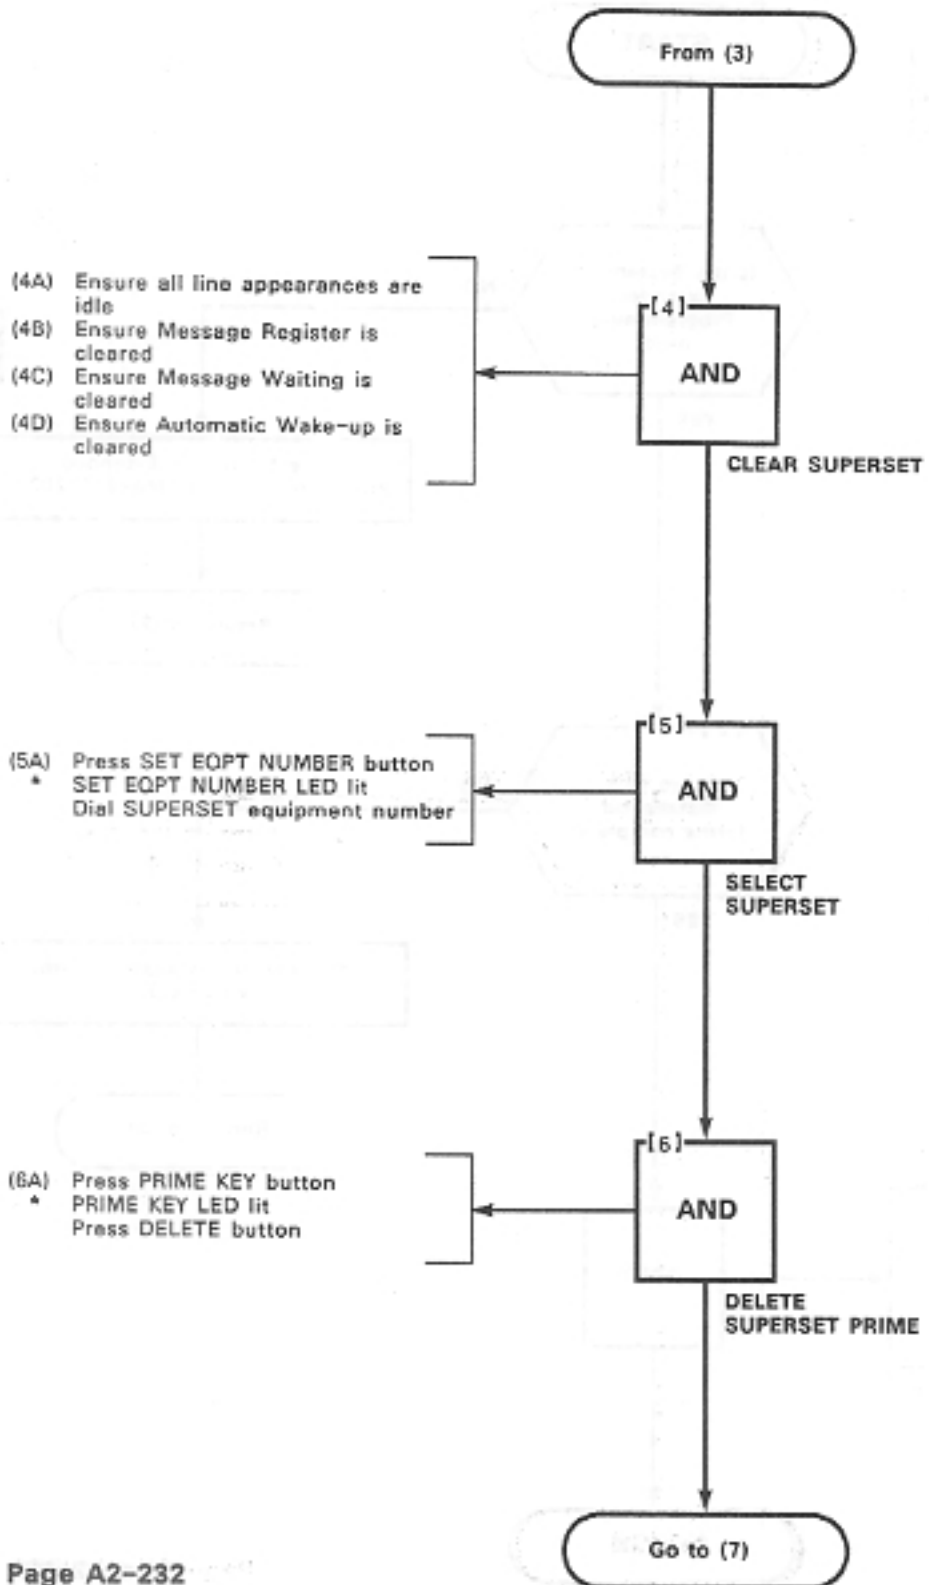 From (3)
(4A) Ensure all line appearances are
idle
(4B) Ensure Message Register is
cleared
(4C) Ensure Message Waiting is
cleared
(4D) Ensure Automatic Wake-up is
cleared
[4]
AND
CLEAR SUPERSET
(5A) Press SET EQPT NUMBER button
* SET EQPT NUMBER LED lit
Dial SUPERSET equipment number
[5]
AND
SELECT
SUPERSET
(6A) Press PRIME KEY button
* PRIME KEY LED lit
Press DELETE button
[6]
AND
DELETE
SUPERSET PRIME
Go to (7)
Page A2-232